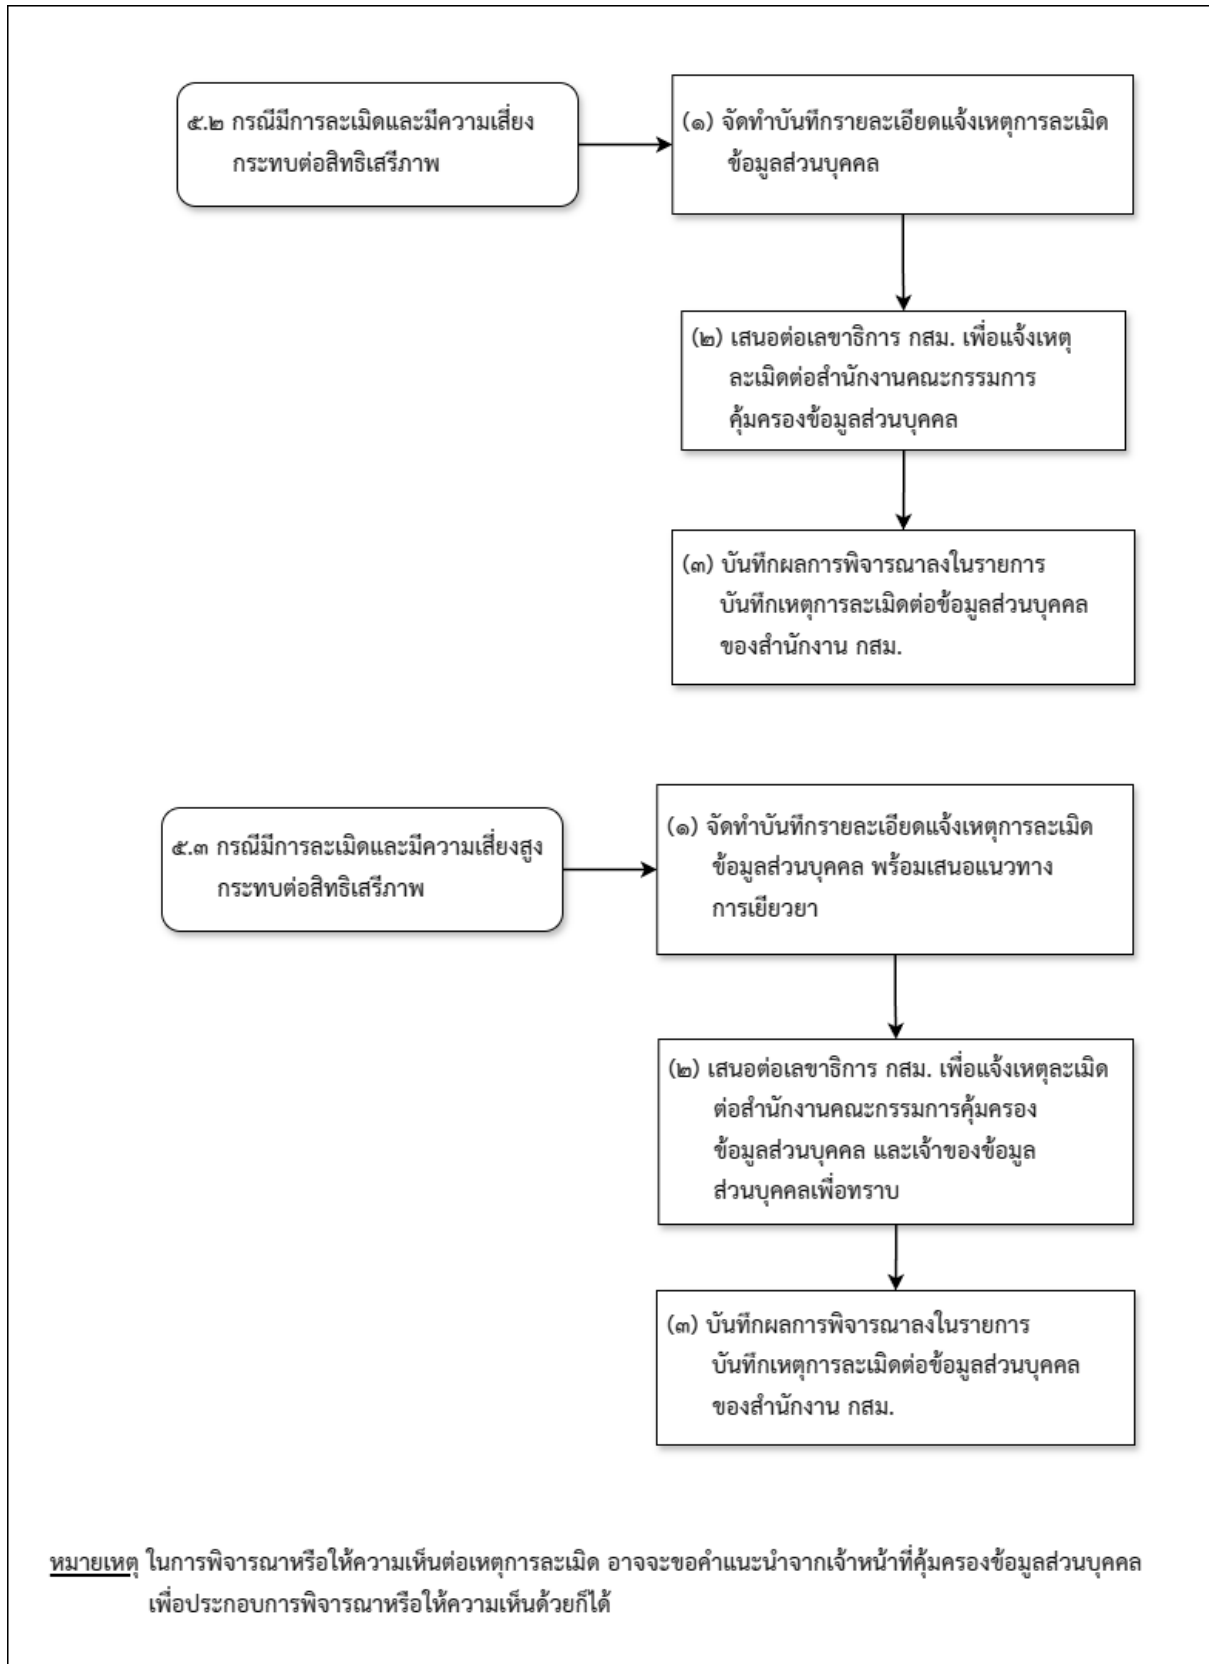 ๕.๒ กรณีมีการละเมิดและมีความเสี่ยง
กระทบต่อสิทธิเสรีภาพ
(๑) จัดทำบันทึกรายละเอียดแจ้งเหตุการละเมิด
ข้อมูลส่วนบุคคล
(๒) เสนอต่อเลขาธิการ กสม. เพื่อแจ้งเหตุ
ละเมิดต่อสำนักงานคณะกรรมการ
คุ้มครองข้อมูลส่วนบุคคล
(๓) บันทึกผลการพิจารณาลงในรายการ
บันทึกเหตุการละเมิดต่อข้อมูลส่วนบุคคล
ของสำนักงาน กสม.
๕.๓ กรณีมีการละเมิดและมีความเสี่ยงสูง
กระทบต่อสิทธิเสรีภาพ
(๑) จัดทำบันทึกรายละเอียดแจ้งเหตุการละเมิด
ข้อมูลส่วนบุคคล พร้อมเสนอแนวทาง
การเยียวยา
(๒) เสนอต่อเลขาธิการ กสม. เพื่อแจ้งเหตุละเมิด
ต่อสำนักงานคณะกรรมการคุ้มครอง
ข้อมูลส่วนบุคคล และเจ้าของข้อมูล
ส่วนบุคคลเพื่อทราบ
(๓) บันทึกผลการพิจารณาลงในรายการ
บันทึกเหตุการละเมิดต่อข้อมูลส่วนบุคคล
ของสำนักงาน กสม.
หมายเหตุ ในการพิจารณาหรือให้ความเห็นต่อเหตุการละเมิด อาจจะขอคำแนะนำจากเจ้าหน้าที่คุ้มครองข้อมูลส่วนบุคคล
เพื่อประกอบการพิจารณาหรือให้ความเห็นด้วยก็ได้